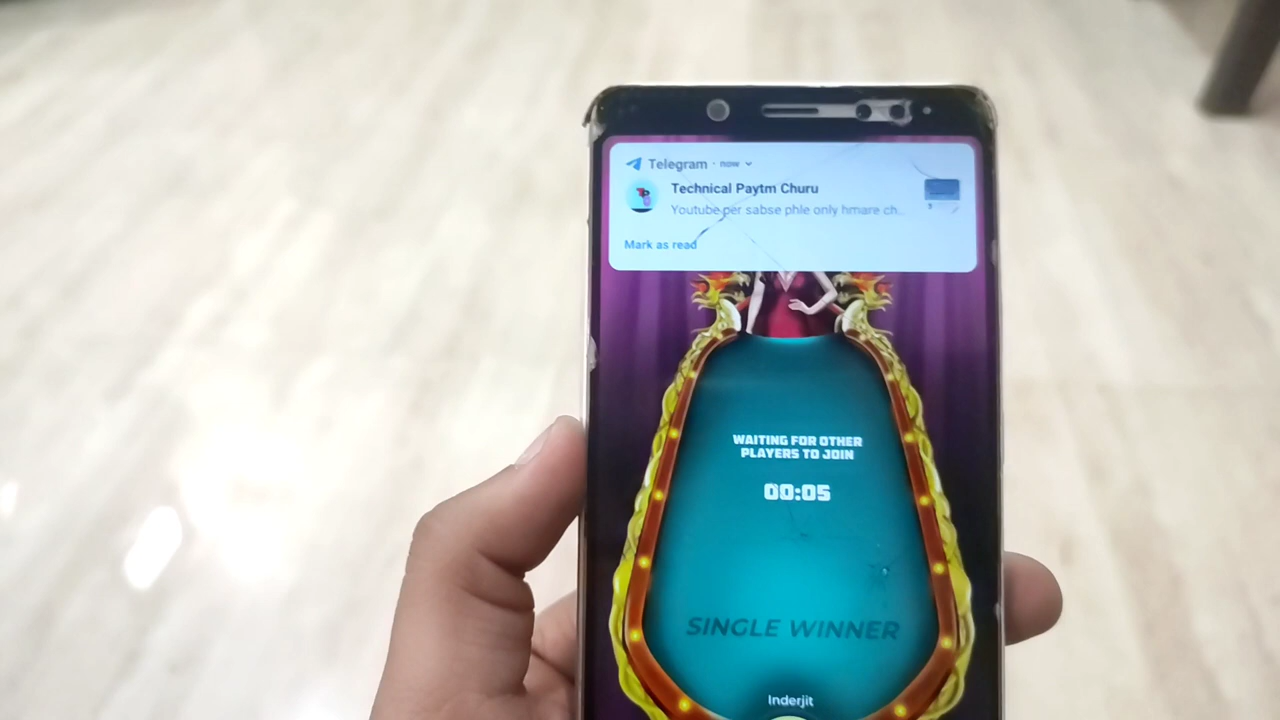 Telegram · now
Technical Paytm Churu
Youtube per sabse phle only hmare ch..
Mark as read
WAITING FOR OTHER
PLAYERS TO JOIN
00:05
SINGLE WINNER
Inderjit